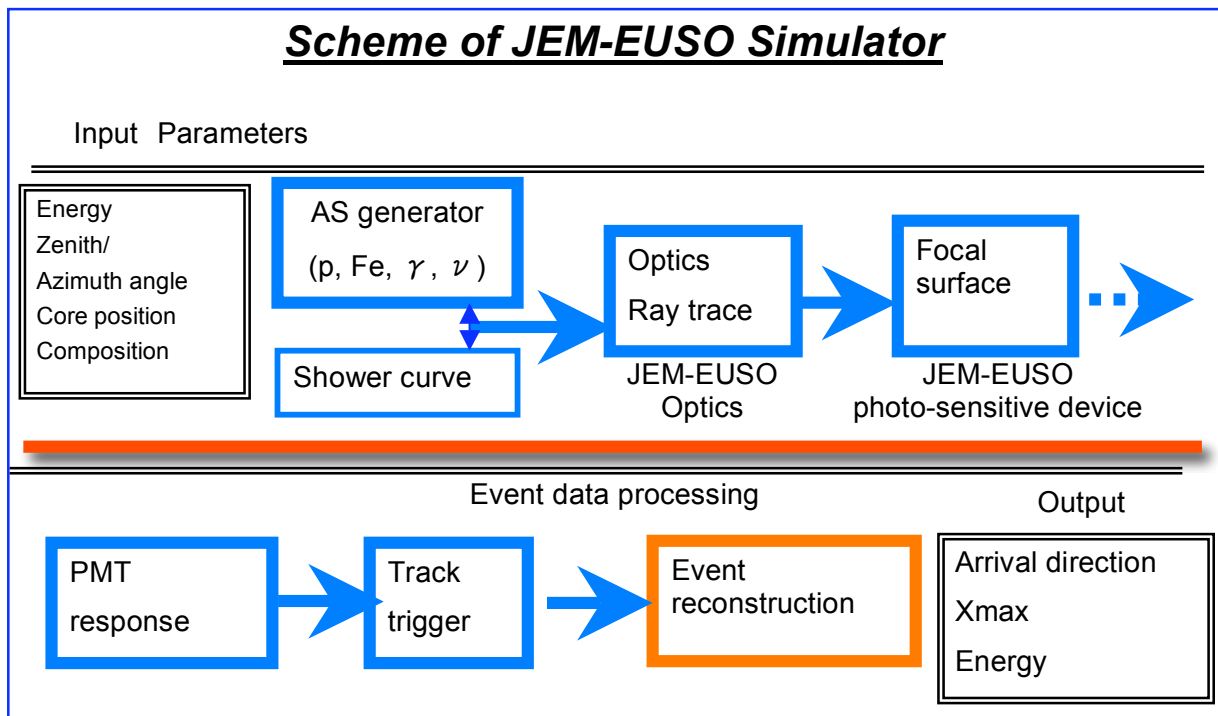 Scheme of JEM-EUSO Simulator
Input Parameters
Energy
Zenith/
Azimuth angle
Core position
Composition
AS generator
(p, Fe, γ, ν)
Shower curve
Optics
Ray trace
JEM-EUSO
Optics
Focal
surface
JEM-EUSO
photo-sensitive device
Event data processing
PMT
response
Track
trigger
Event
reconstruction
Output
Arrival direction
Xmax
Energy